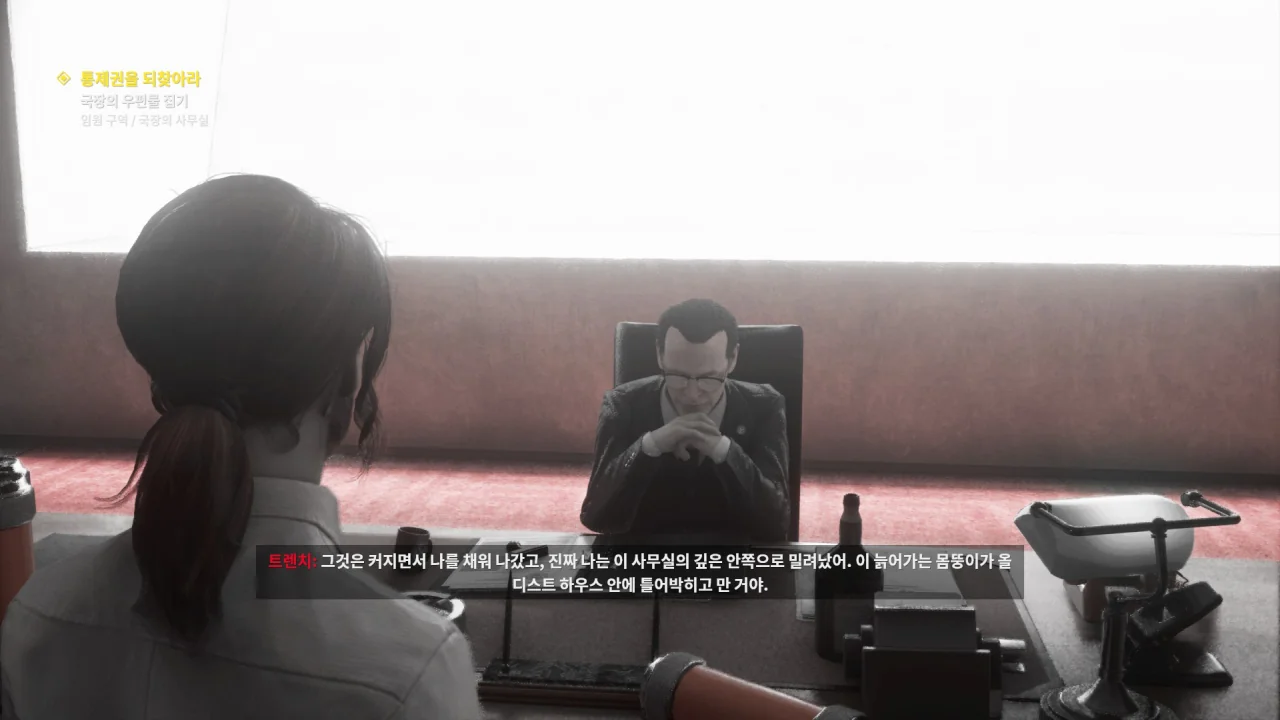 통제권을 되찾아라
국장의 우편물 집기
임원 구역 / 국장의 사무실
트렌치: 그것은 커지면서 나를 채워 나갔고, 진짜 나는 이 사무실의 깊은 안쪽으로 밀려났어. 이 늙어가는 몸뚱이가 올
디스트 하우스 안에 틀어박히고 만 거야.